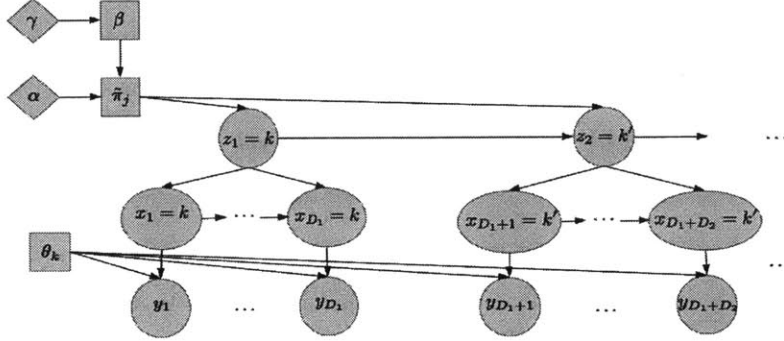 γ β
α π̃_j
z_1 = k z_2 = k′ ...
x_1 = k ... x_{D_1} = k x_{D_1+1} = k′ ... x_{D_1+D_2} = k′
θ_k ...
y_1 ... y_{D_1} y_{D_1+1} ... y_{D_1+D_2}